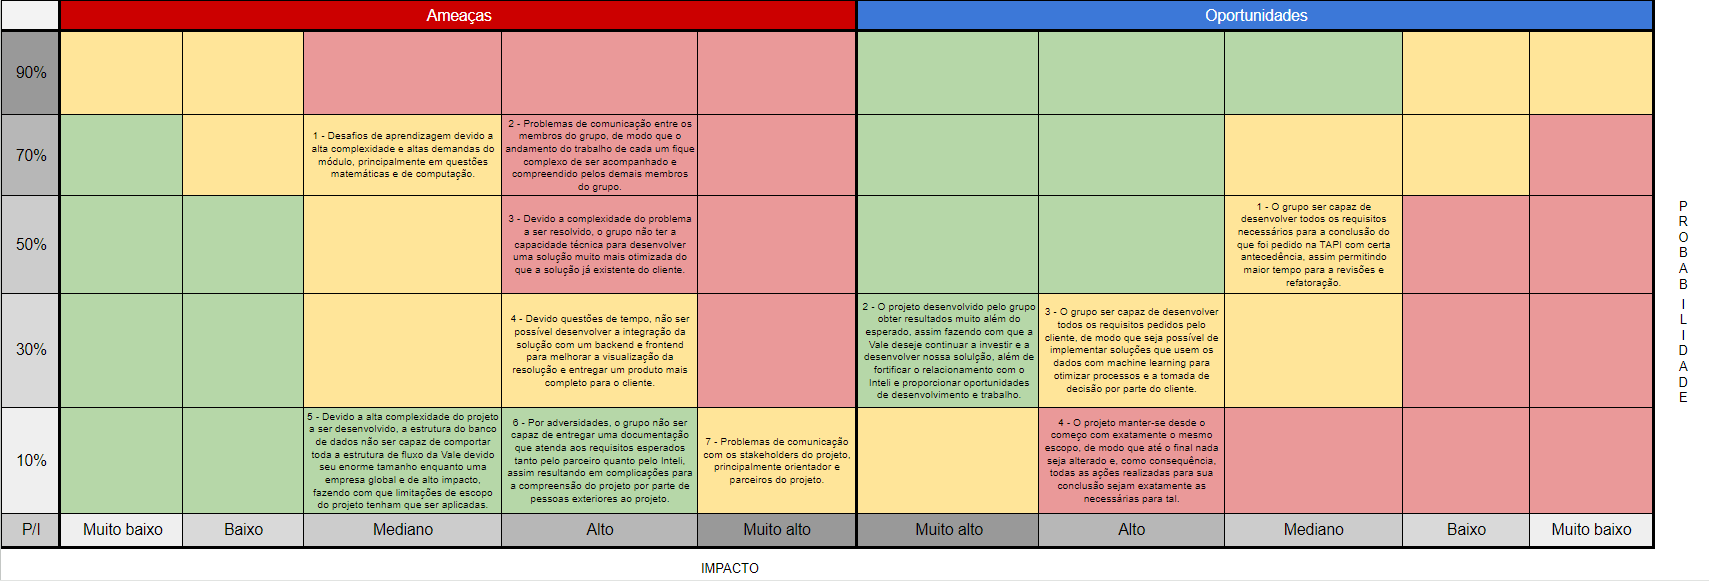 Ameaças
Oportunidades
90%
70%
1 - Desafios de aprendizagem devido a
alta complexidade e altas demandas do
módulo, principalmente em questões
matemáticas e de computação.
2 - Problemas de comunicação entre os
membros do grupo, de modo que o
andamento do trabalho de cada um fique
complexo de ser acompanhado e
compreendido pelos demais membros
do grupo.
50%
3 - Devido a complexidade do problema
a ser resolvido, o grupo não ter a
capacidade técnica para desenvolver
uma solução muito mais otimizada do
que a solução já existente do cliente.
1 - O grupo ser capaz de
desenvolver todos os requisitos
necessários para a conclusão do
que foi pedido na TAPI com certa
antecedência, assim permitindo
maior tempo para a revisões e
refatoração.
30%
4 - Devido questões de tempo, não ser
possível desenvolver a integração da
solução com um backend e frontend
para melhorar a visualização da
resolução e entregar um produto mais
completo para o cliente.
2 - O projeto desenvolvido pelo grupo
obter resultados muito além do
esperado, assim fazendo com que a
Vale deseje continuar a investir e a
desenvolver nossa solulção, além de
fortificar o relacionamento com o
Inteli e proporcionar oportunidades
de desenvolvimento e trabalho.
3 - O grupo ser capaz de desenvolver
todos os requisitos pedidos pelo
cliente, de modo que seja possível de
implementar soluções que usem os
dados com machine learning para
otimizar processos e a tomada de
decisão por parte do cliente.
10%
5 - Devido a alta complexidade do projeto
a ser desenvolvido, a estrutura do banco
de dados não ser capaz de comportar
toda a estrutura de fluxo da Vale devido
seu enorme tamanho enquanto uma
empresa global e de alto impacto,
fazendo com que limitações de escopo
do projeto tenham que ser aplicadas.
6 - Por adversidades, o grupo não ser
capaz de entregar uma documentação
que atenda aos requisitos esperados
tanto pelo parceiro quanto pelo Inteli,
assim resultando em complicações para
a compreensão do projeto por parte de
pessoas exteriores ao projeto.
7 - Problemas de comunicação
com os stakeholders do projeto,
principalmente orientador e
parceiros do projeto.
4 - O projeto manter-se desde o
começo com exatamente o mesmo
escopo, de modo que até o final nada
seja alterado e, como consequência,
todas as ações realizadas para sua
conclusão sejam exatamente as
necessárias para tal.
P/I
Muito baixo
Baixo
Mediano
Alto
Muito alto
Muito alto
Alto
Mediano
Baixo
Muito baixo
IMPACTO
PROBABILIDADE